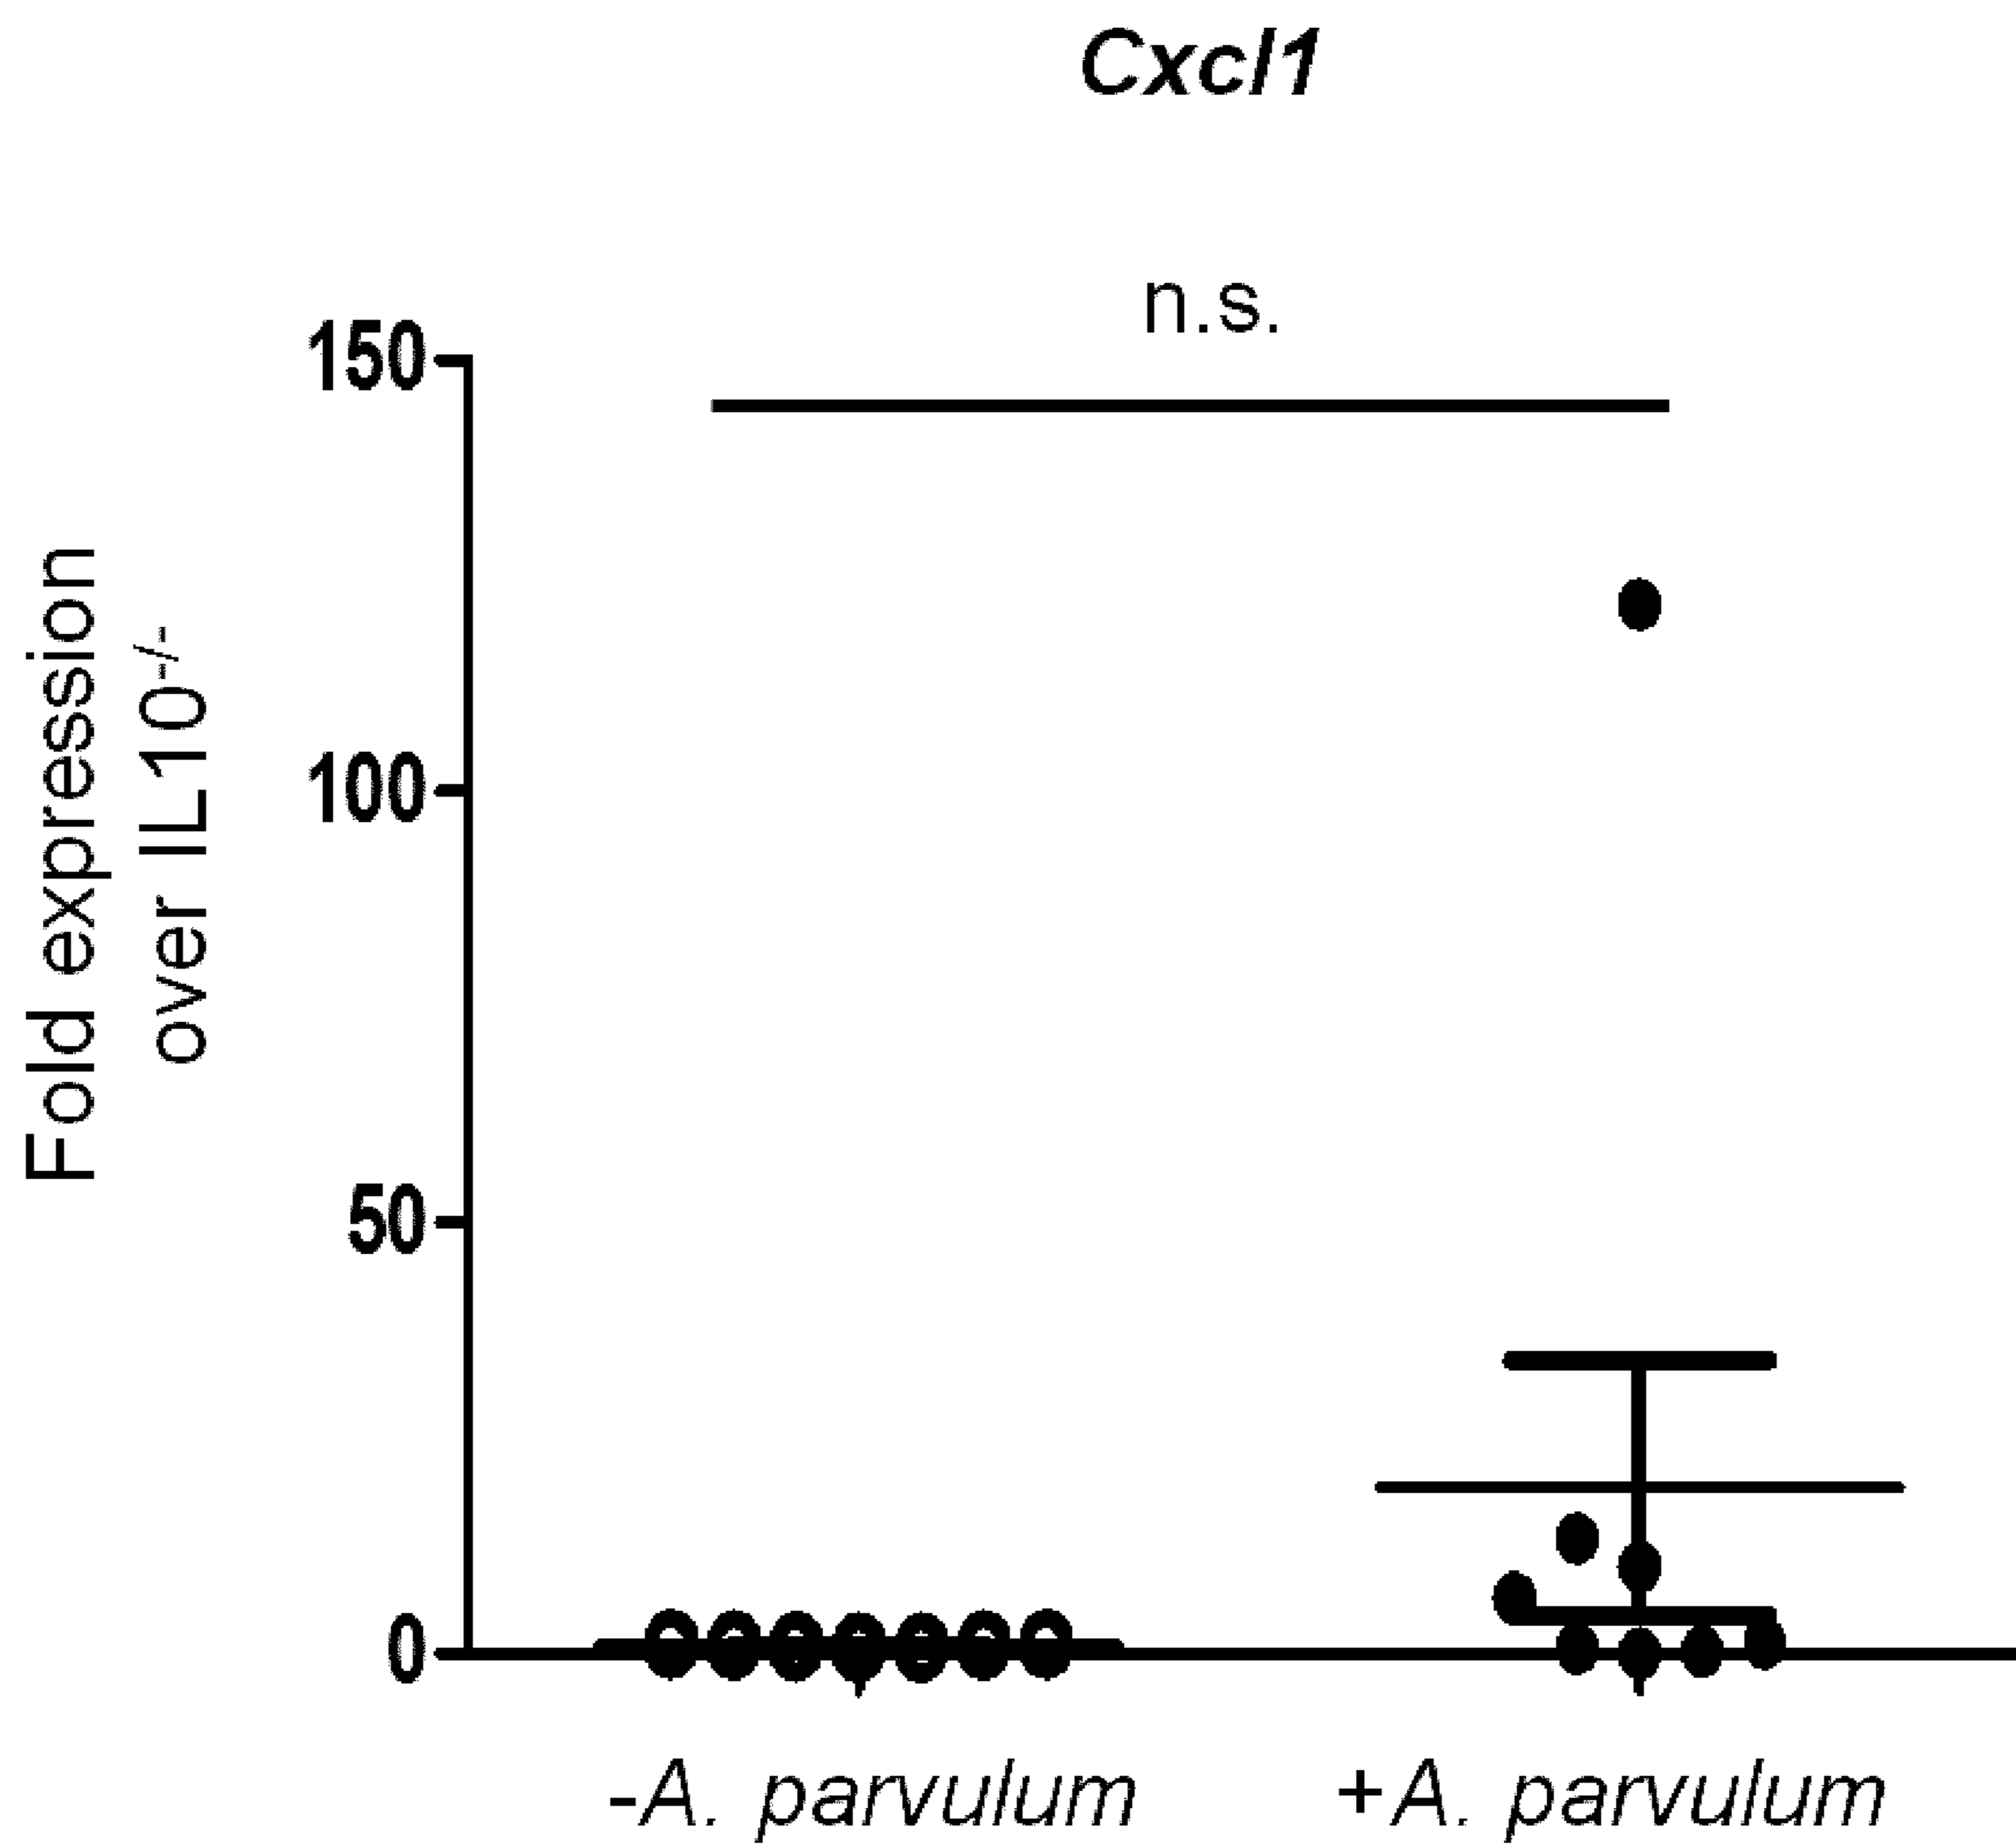 Cxcl1
n.s.
150
100
50
0
Fold expression
over IL10-/-
-A. parvulum
+A. parvulum